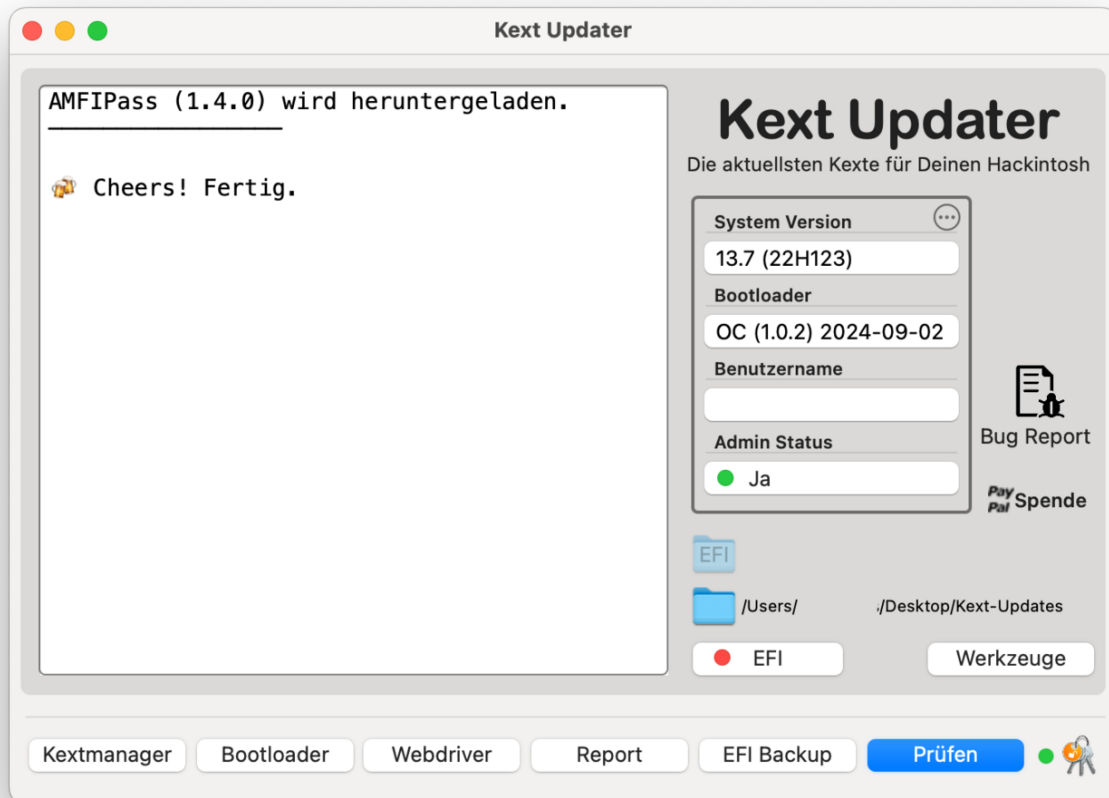 Kext Updater
AMFIPass (1.4.0) wird heruntergeladen.
🍻 Cheers! Fertig.
Kext Updater
Die aktuellsten Kexte für Deinen Hackintosh
System Version
13.7 (22H123)
Bootloader
OC (1.0.2) 2024-09-02
Benutzername
Admin Status
Ja
Bug Report
PayPal Spende
EFI
/Users/ /Desktop/Kext-Updates
EFI
Werkzeuge
Kextmanager
Bootloader
Webdriver
Report
EFI Backup
Prüfen